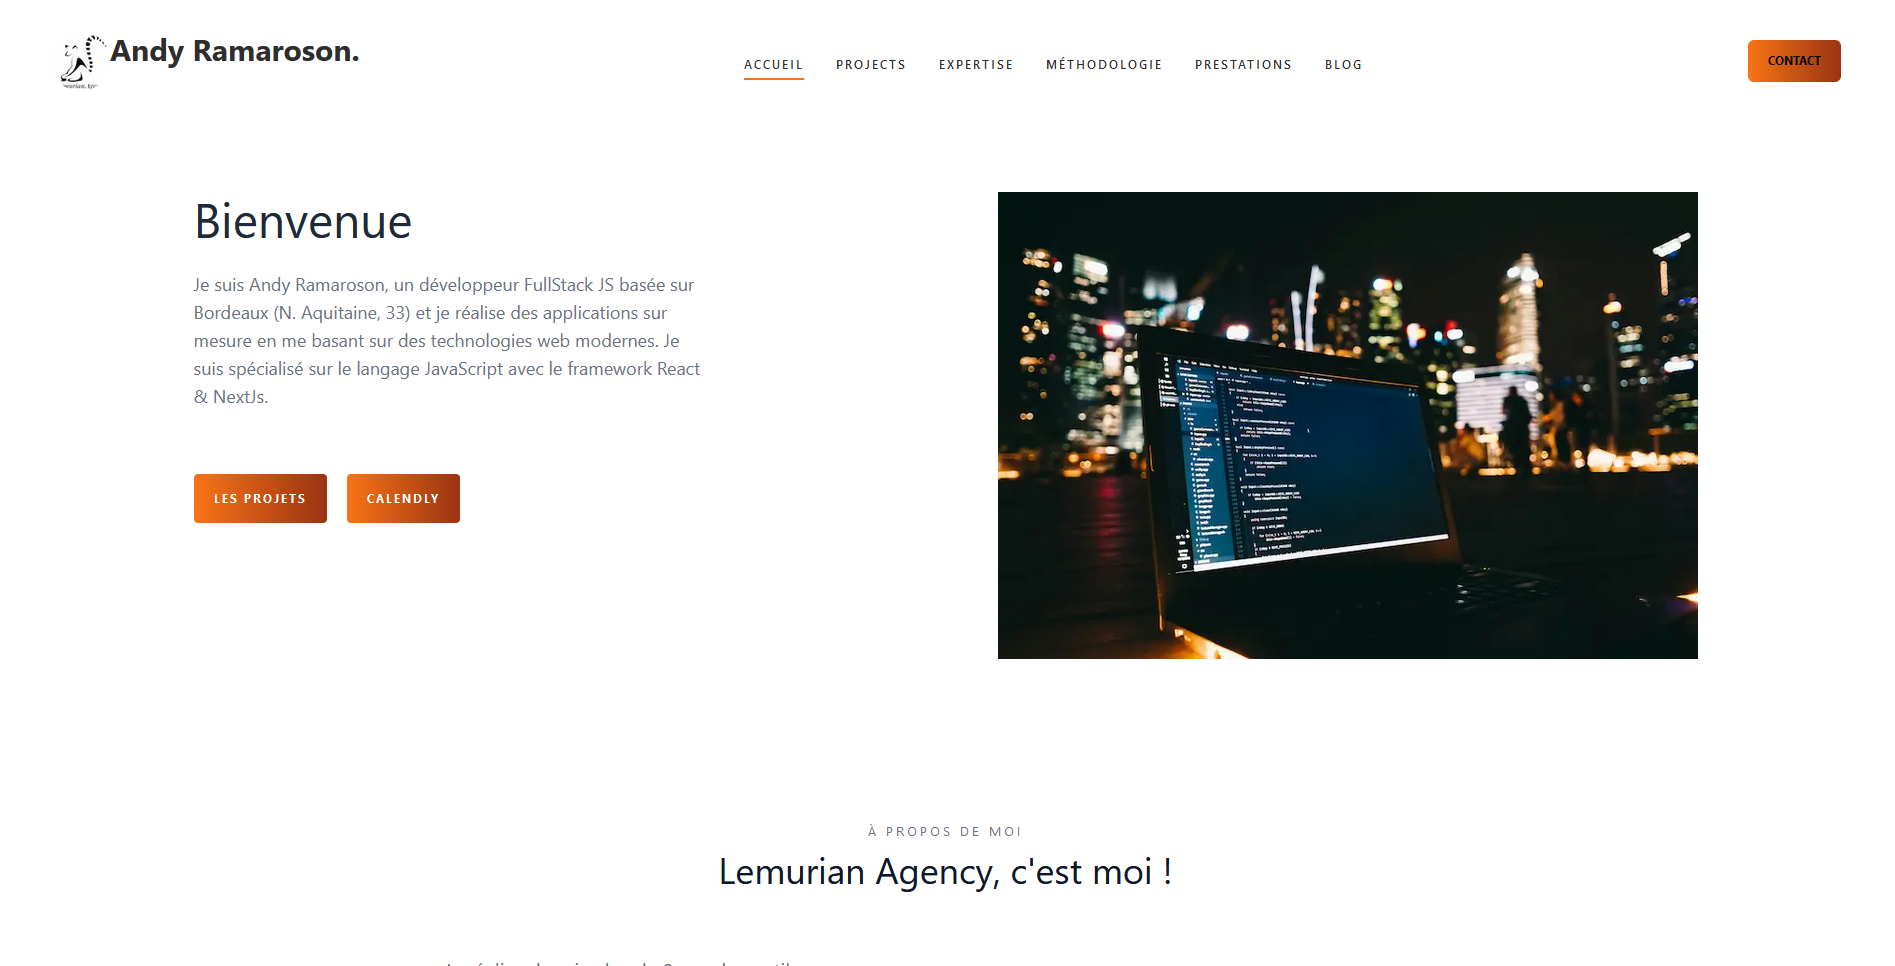 Andy Ramaroson.
ACCUEIL
PROJECTS
EXPERTISE
MÉTHODOLOGIE
PRESTATIONS
BLOG
CONTACT
Bienvenue
Je suis Andy Ramaroson, un développeur FullStack JS basée sur
Bordeaux (N. Aquitaine, 33) et je réalise des applications sur
mesure en me basant sur des technologies web modernes. Je
suis spécialisé sur le langage JavaScript avec le framework React
& NextJs.
LES PROJETS
CALENDLY
À PROPOS DE MOI
Lemurian Agency, c'est moi !